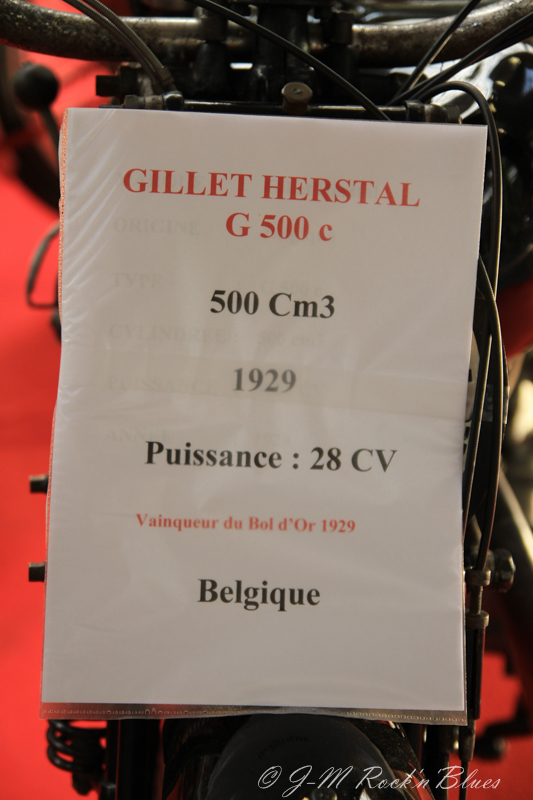 GILLET HERSTAL
G 500 c
500 Cm3
1929
Puissance : 28 CV
Vainqueur du Bol d'Or 1929
Belgique
© J-M Rock'n Blues